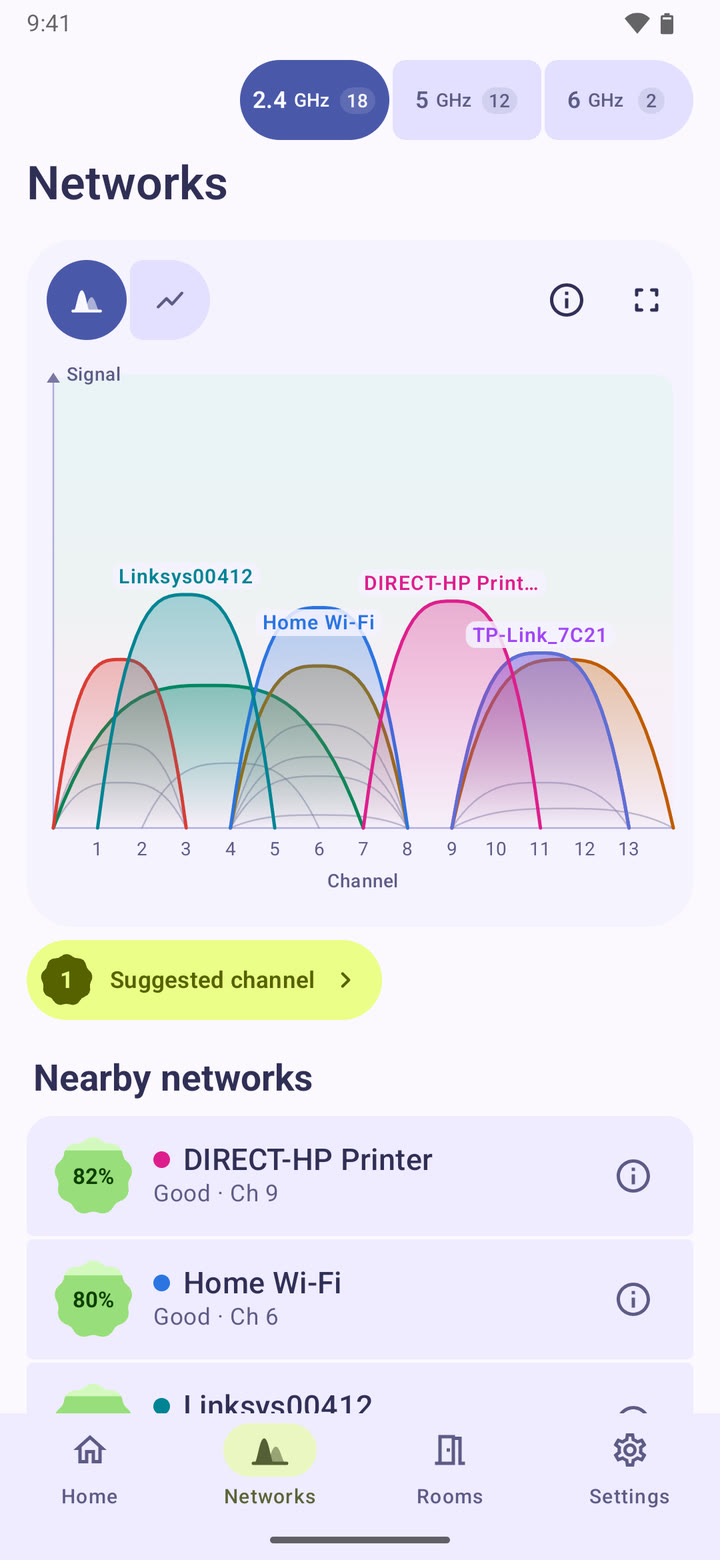 9:41
2.4 GHz 18
5 GHz 12
6 GHz 2
Networks
Signal
Linksys00412
DIRECT-HP Print…
Home Wi-Fi
TP-Link_7C21
1 2 3 4 5 6 7 8 9 10 11 12 13
Channel
1 Suggested channel
Nearby networks
82%
DIRECT-HP Printer
Good · Ch 9
80%
Home Wi-Fi
Good · Ch 6
Linksys00412
Home
Networks
Rooms
Settings